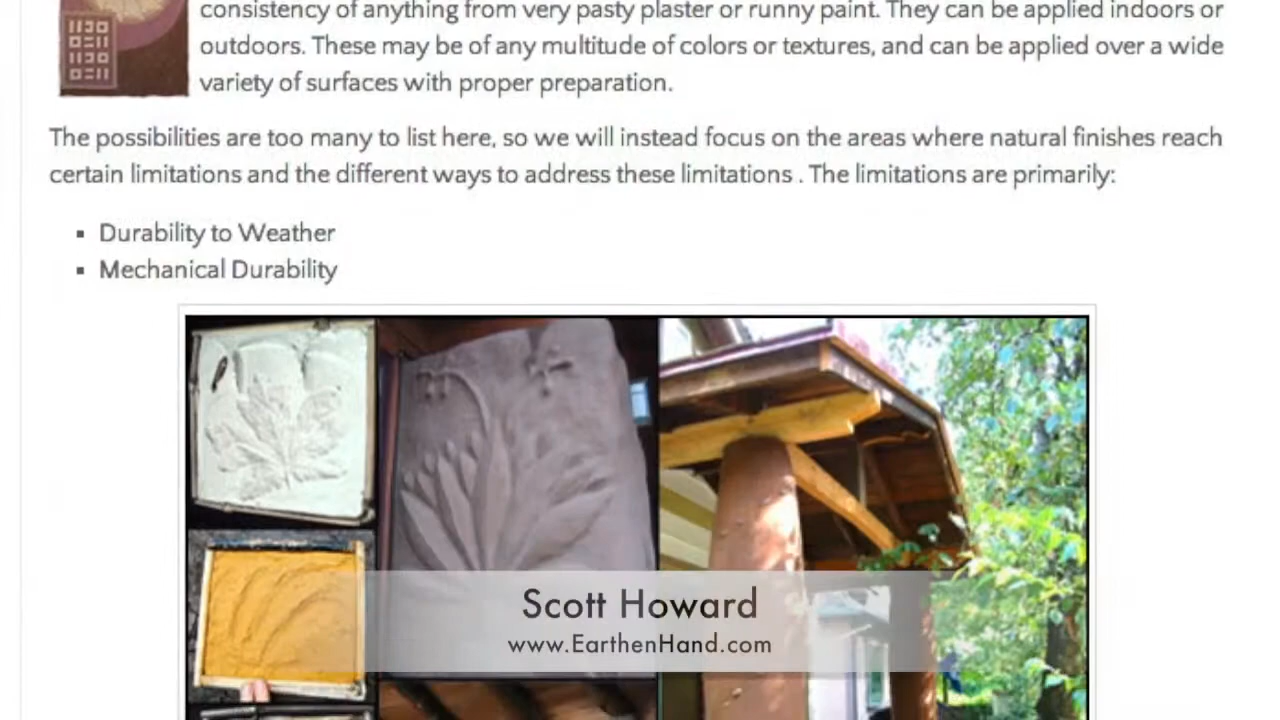 consistency of anything from very pasty plaster or runny paint. They can be applied indoors or
outdoors. These may be of any multitude of colors or textures, and can be applied over a wide
variety of surfaces with proper preparation.
The possibilities are too many to list here, so we will instead focus on the areas where natural finishes reach
certain limitations and the different ways to address these limitations . The limitations are primarily:
▪ Durability to Weather
▪ Mechanical Durability
Scott Howard
www.EarthenHand.com